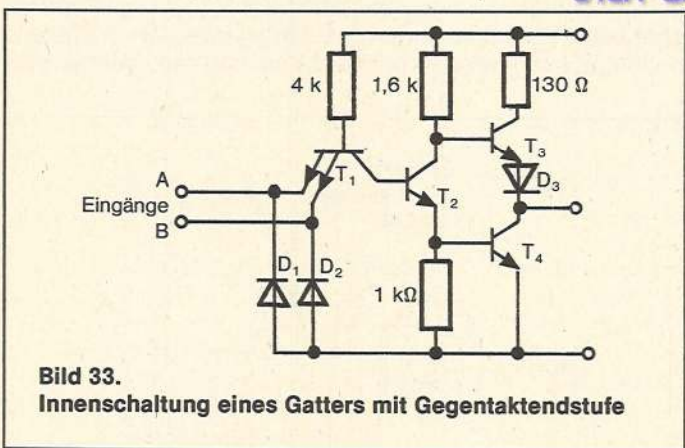 4 k
1,6 k
130 Ω
A
Eingänge
B
T1
T2
T3
D3
T4
D1
D2
1 kΩ
Bild 33.
Innenschaltung eines Gatters mit Gegentaktendstufe